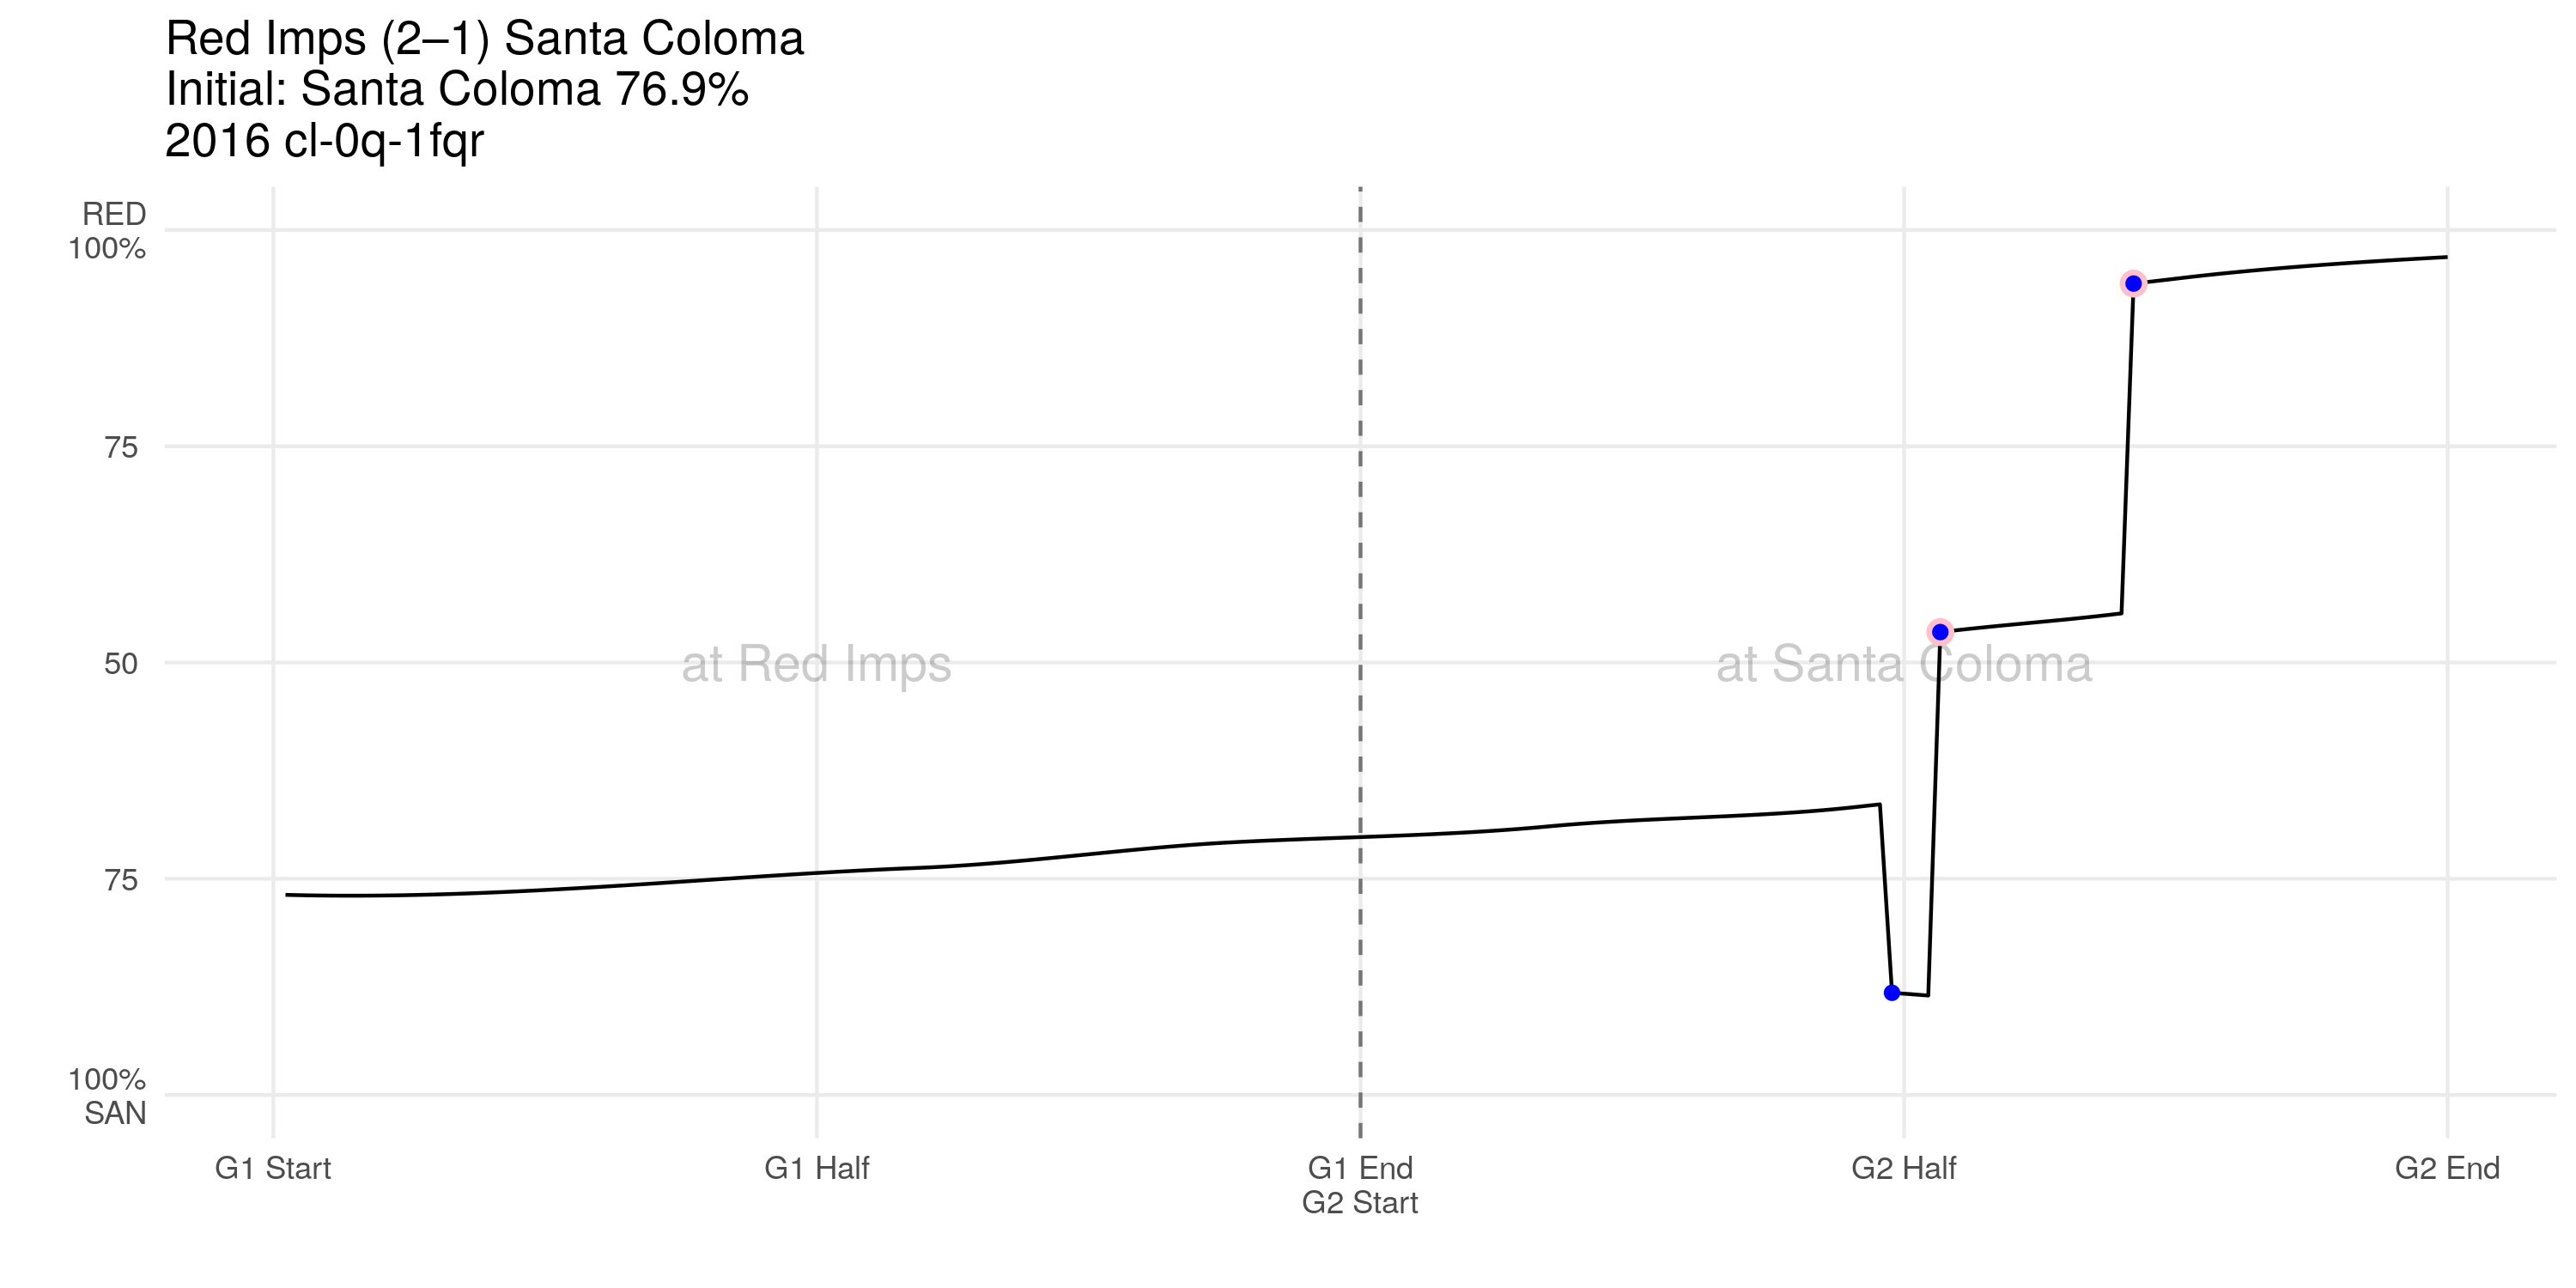 Red Imps (2–1) Santa Coloma
Initial: Santa Coloma 76.9%
2016 cl-0q-1fqr
RED
100%
75
50
75
100%
SAN
at Red Imps
at Santa Coloma
G1 Start
G1 Half
G1 End
G2 Start
G2 Half
G2 End